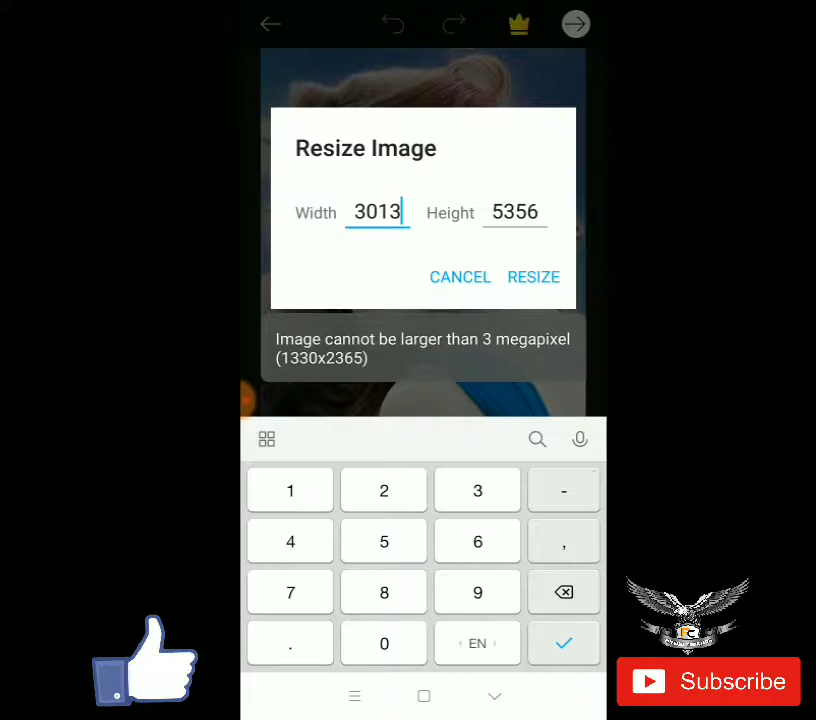 Resize Image
Width 3013 Height 5356
CANCEL RESIZE
Image cannot be larger than 3 megapixel
(1330x2365)
1 2 3 -
4 5 6 ,
7 8 9
. 0 EN
Subscribe